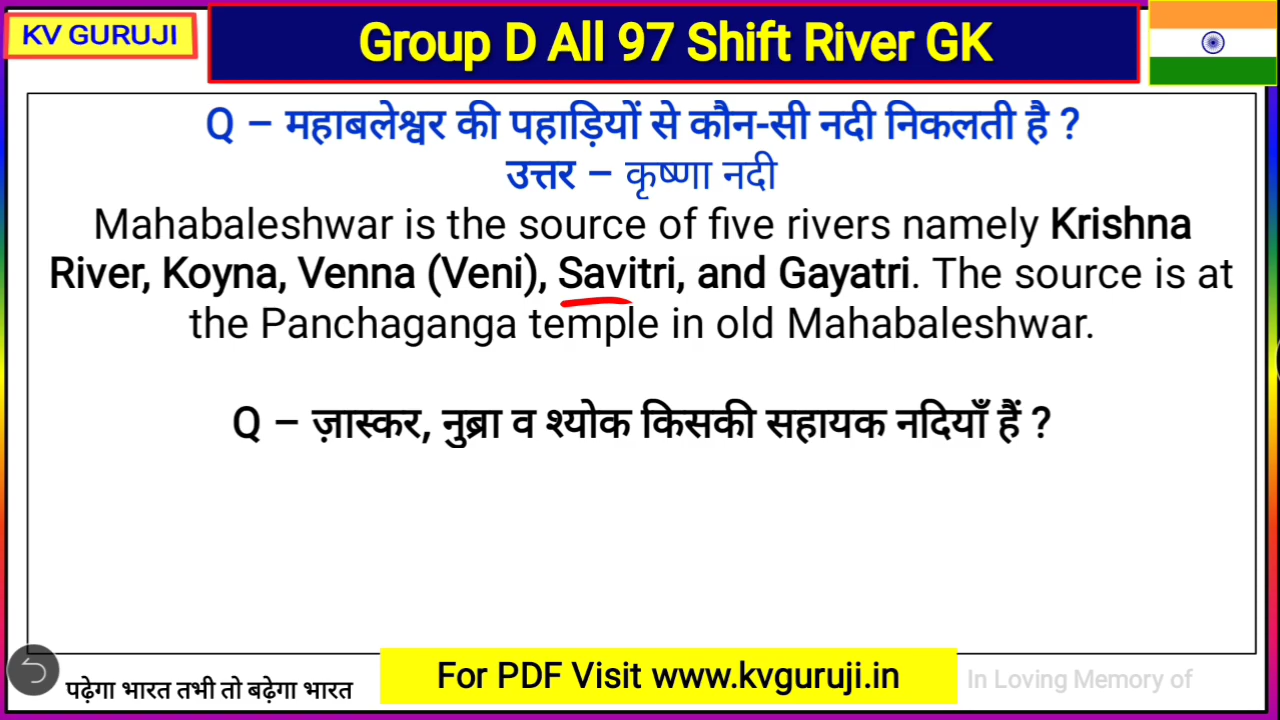 KV GURUJI
Group D All 97 Shift River GK
Q – महाबलेश्वर की पहाड़ियों से कौन-सी नदी निकलती है ?
उत्तर – कृष्णा नदी
Mahabaleshwar is the source of five rivers namely Krishna
River, Koyna, Venna (Veni), Savitri, and Gayatri. The source is at
the Panchaganga temple in old Mahabaleshwar.
Q – ज़ास्कर, नुब्रा व श्योक किसकी सहायक नदियाँ हैं ?
पढ़ेगा भारत तभी तो बढ़ेगा भारत
For PDF Visit www.kvguruji.in
In Loving Memory of